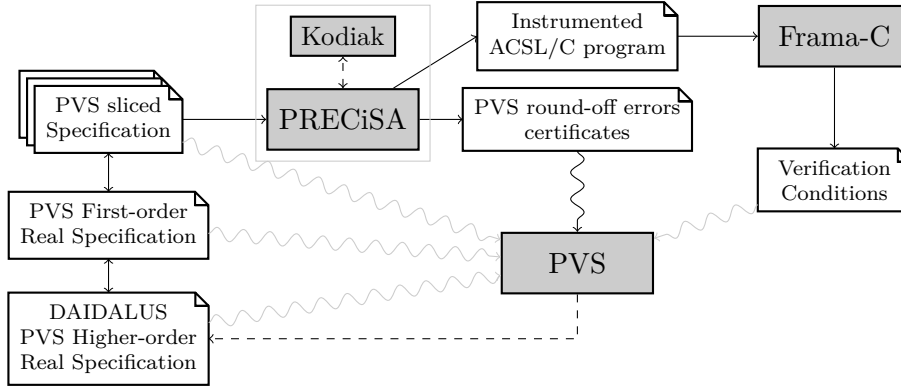 Kodiak
Instrumented
ACSL/C program
Frama-C
PVS sliced
Specification
PRECiSA
PVS round-off errors
certificates
Verification
Conditions
PVS First-order
Real Specification
PVS
DAIDALUS
PVS Higher-order
Real Specification